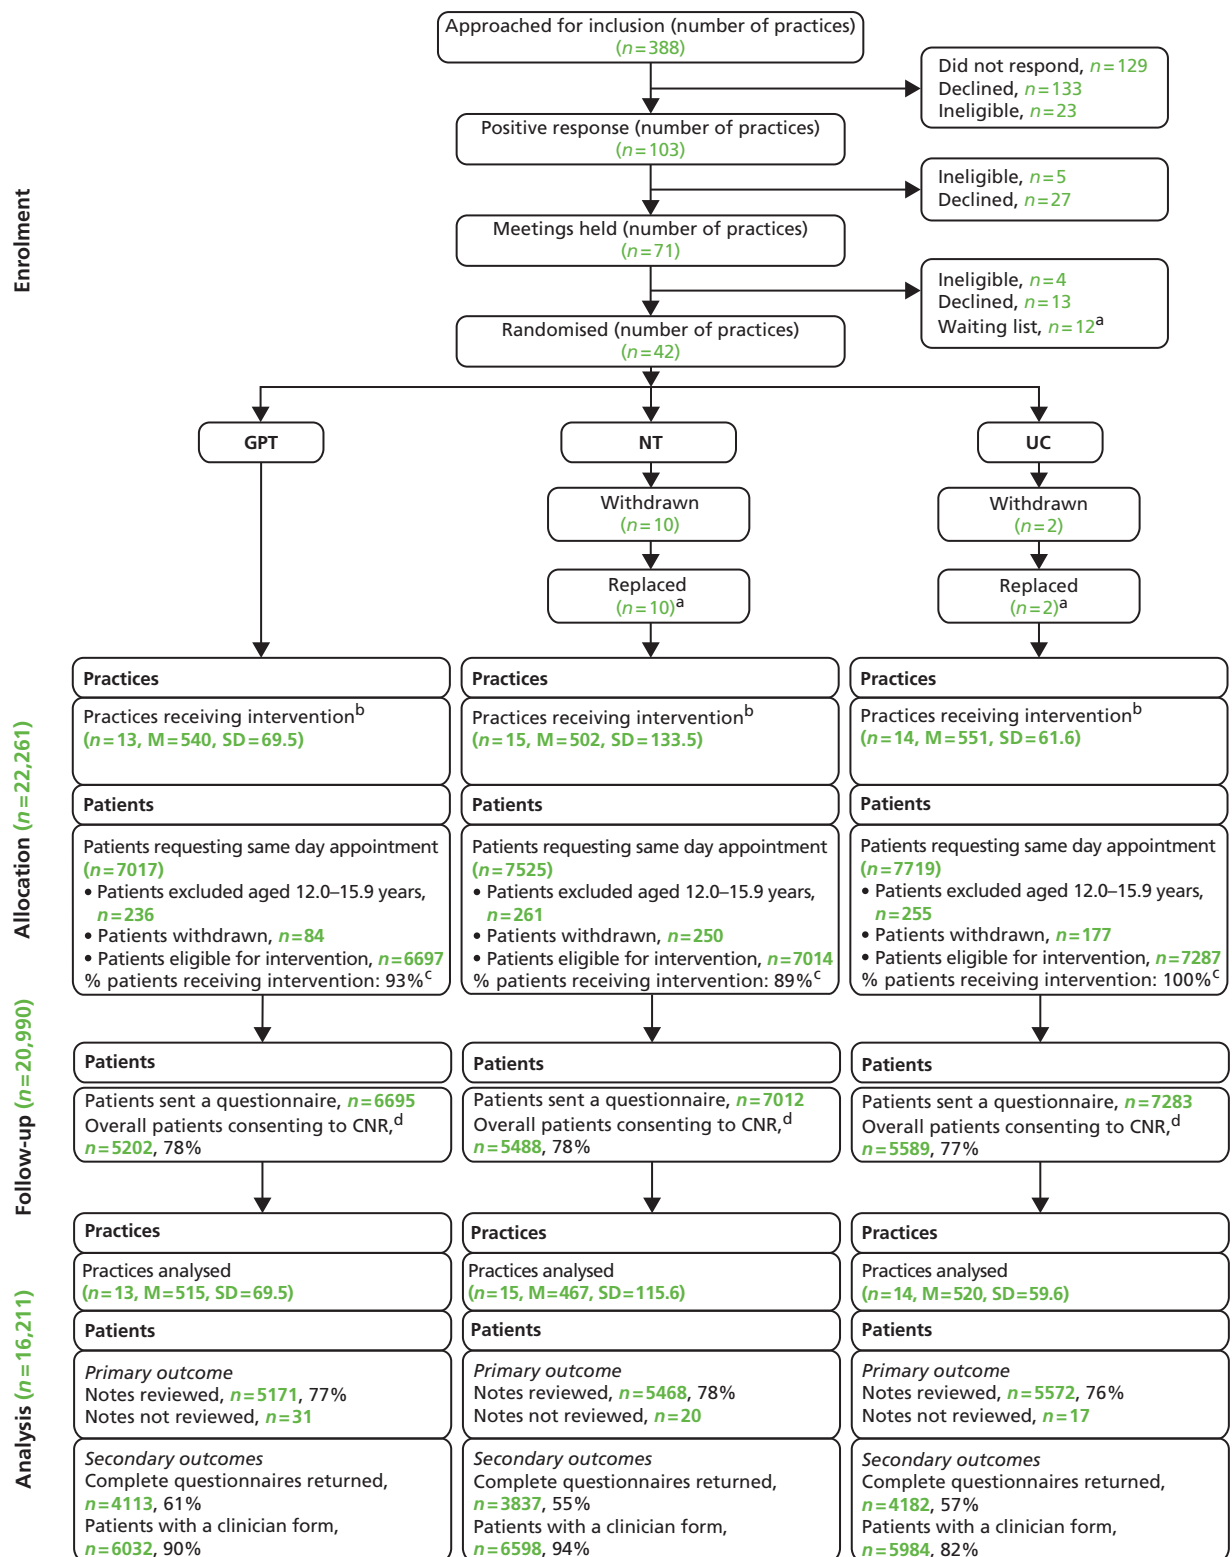 Approached for inclusion (number of practices)
(n=388)
Did not respond, n=129
Declined, n=133
Ineligible, n=23
Positive response (number of practices)
(n=103)
Ineligible, n=5
Declined, n=27
Meetings held (number of practices)
(n=71)
Ineligible, n=4
Declined, n=13
Waiting list, n=12a
Randomised (number of practices)
(n=42)
Enrolment
GPT
NT
UC
Withdrawn
(n=10)
Withdrawn
(n=2)
Replaced
(n=10)a
Replaced
(n=2)a
Allocation (n=22,261)
Practices
Practices receiving interventionb
(n=13, M=540, SD=69.5)
Patients
Patients requesting same day appointment
(n=7017)
• Patients excluded aged 12.0–15.9 years,
n=236
• Patients withdrawn, n=84
• Patients eligible for intervention, n=6697
% patients receiving intervention: 93%c
Practices
Practices receiving interventionb
(n=15, M=502, SD=133.5)
Patients
Patients requesting same day appointment
(n=7525)
• Patients excluded aged 12.0–15.9 years,
n=261
• Patients withdrawn, n=250
• Patients eligible for intervention, n=7014
% patients receiving intervention: 89%c
Practices
Practices receiving interventionb
(n=14, M=551, SD=61.6)
Patients
Patients requesting same day appointment
(n=7719)
• Patients excluded aged 12.0–15.9 years,
n=255
• Patients withdrawn, n=177
• Patients eligible for intervention, n=7287
% patients receiving intervention: 100%c
Follow-up (n=20,990)
Patients
Patients sent a questionnaire, n=6695
Overall patients consenting to CNR,d
n=5202, 78%
Patients
Patients sent a questionnaire, n=7012
Overall patients consenting to CNR,d
n=5488, 78%
Patients
Patients sent a questionnaire, n=7283
Overall patients consenting to CNR,d
n=5589, 77%
Analysis (n=16,211)
Practices
Practices analysed
(n=13, M=515, SD=69.5)
Patients
Primary outcome
Notes reviewed, n=5171, 77%
Notes not reviewed, n=31
Secondary outcomes
Complete questionnaires returned,
n=4113, 61%
Patients with a clinician form,
n=6032, 90%
Practices
Practices analysed
(n=15, M=467, SD=115.6)
Patients
Primary outcome
Notes reviewed, n=5468, 78%
Notes not reviewed, n=20
Secondary outcomes
Complete questionnaires returned,
n=3837, 55%
Patients with a clinician form,
n=6598, 94%
Practices
Practices analysed
(n=14, M=520, SD=59.6)
Patients
Primary outcome
Notes reviewed, n=5572, 76%
Notes not reviewed, n=17
Secondary outcomes
Complete questionnaires returned,
n=4182, 57%
Patients with a clinician form,
n=5984, 82%